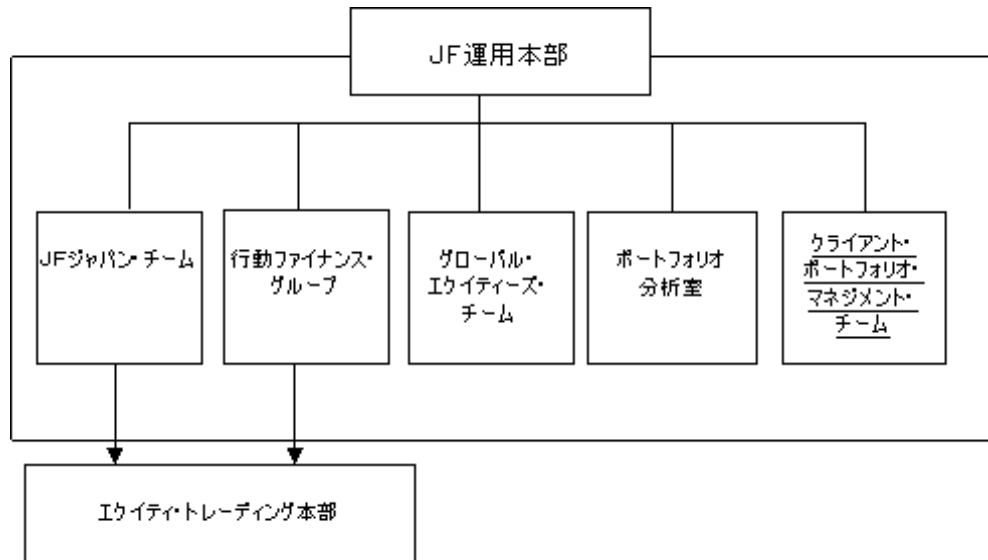 JF運用本部
JFジャパン・チーム
行動ファイナンス・
グループ
グローバル・
エクイティーズ・
チーム
ポートフォリオ
分析室
クライアント・
ポートフォリオ・
マネジメント・
チーム
エクイティ・トレーディング本部